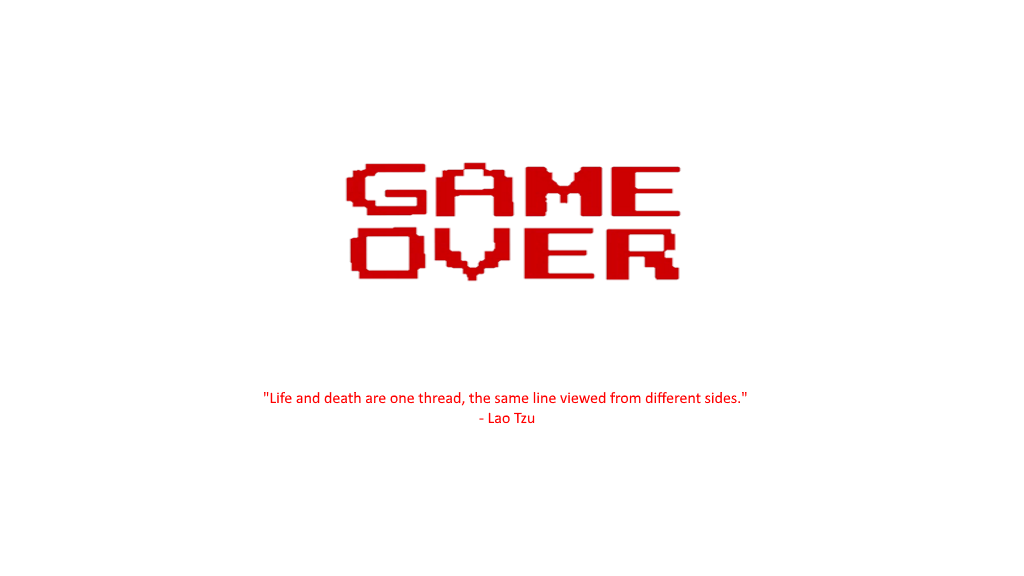 GAME
OVER
"Life and death are one thread, the same line viewed from different sides."
- Lao Tzu